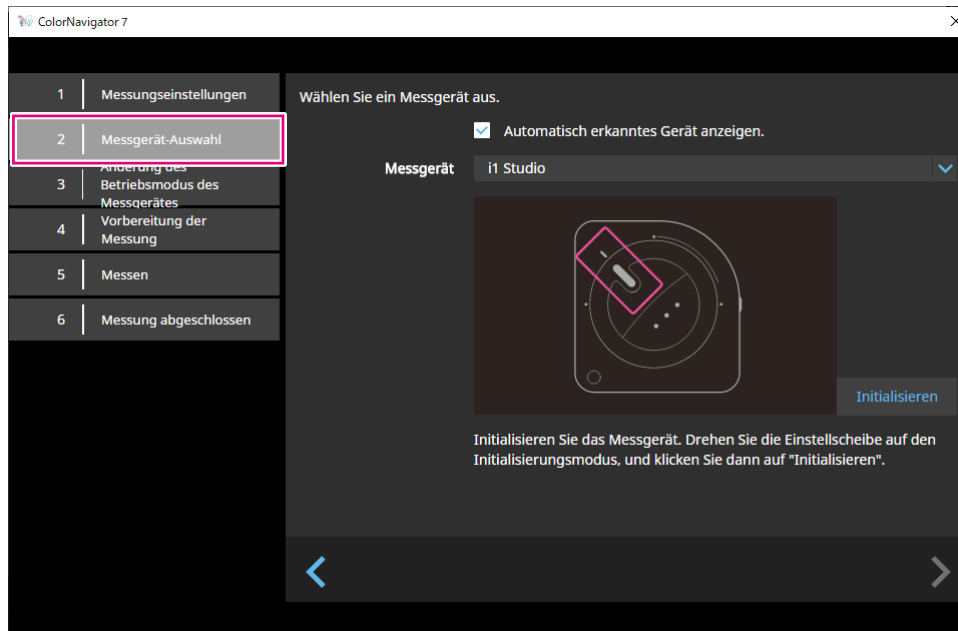 ColorNavigator 7
1 Messungseinstellungen
2 Messgerät-Auswahl
3 Änderung des
Betriebsmodus des
Messgerätes
4 Vorbereitung der
Messung
5 Messen
6 Messung abgeschlossen
Wählen Sie ein Messgerät aus.
Automatisch erkanntes Gerät anzeigen.
Messgerät i1 Studio
Initialisieren
Initialisieren Sie das Messgerät. Drehen Sie die Einstellscheibe auf den
Initialisierungsmodus, und klicken Sie dann auf "Initialisieren".